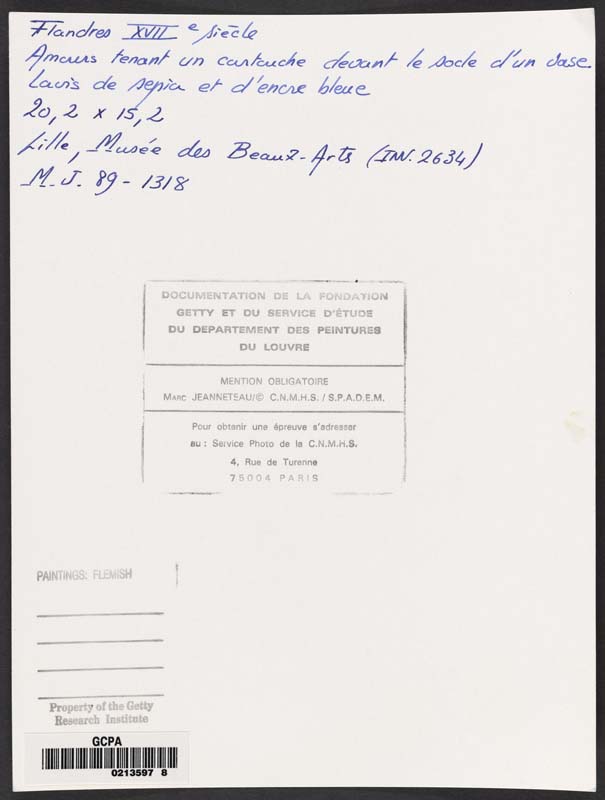 Flandres XVII e siècle
Amours tenant un cartouche devant le socle d'un vase
Lavis de sepia et d'encre bleue
20,2 x 15,2
Lille, Musée des Beaux-Arts (INV. 2634)
M.J. 89-1318
DOCUMENTATION DE LA FONDATION
GETTY ET DU SERVICE D'ÉTUDE
DU DEPARTEMENT DES PEINTURES
DU LOUVRE
MENTION OBLIGATOIRE
MARC JEANNETEAU/© C.N.M.H.S. / S.P.A.D.E.M.
Pour obtenir une épreuve s'adresser
au : Service Photo de la C.N.M.H.S.
4, Rue de Turenne
75004 PARIS
PAINTINGS: FLEMISH
Property of the Getty
Research Institute
GCPA
0213597 8